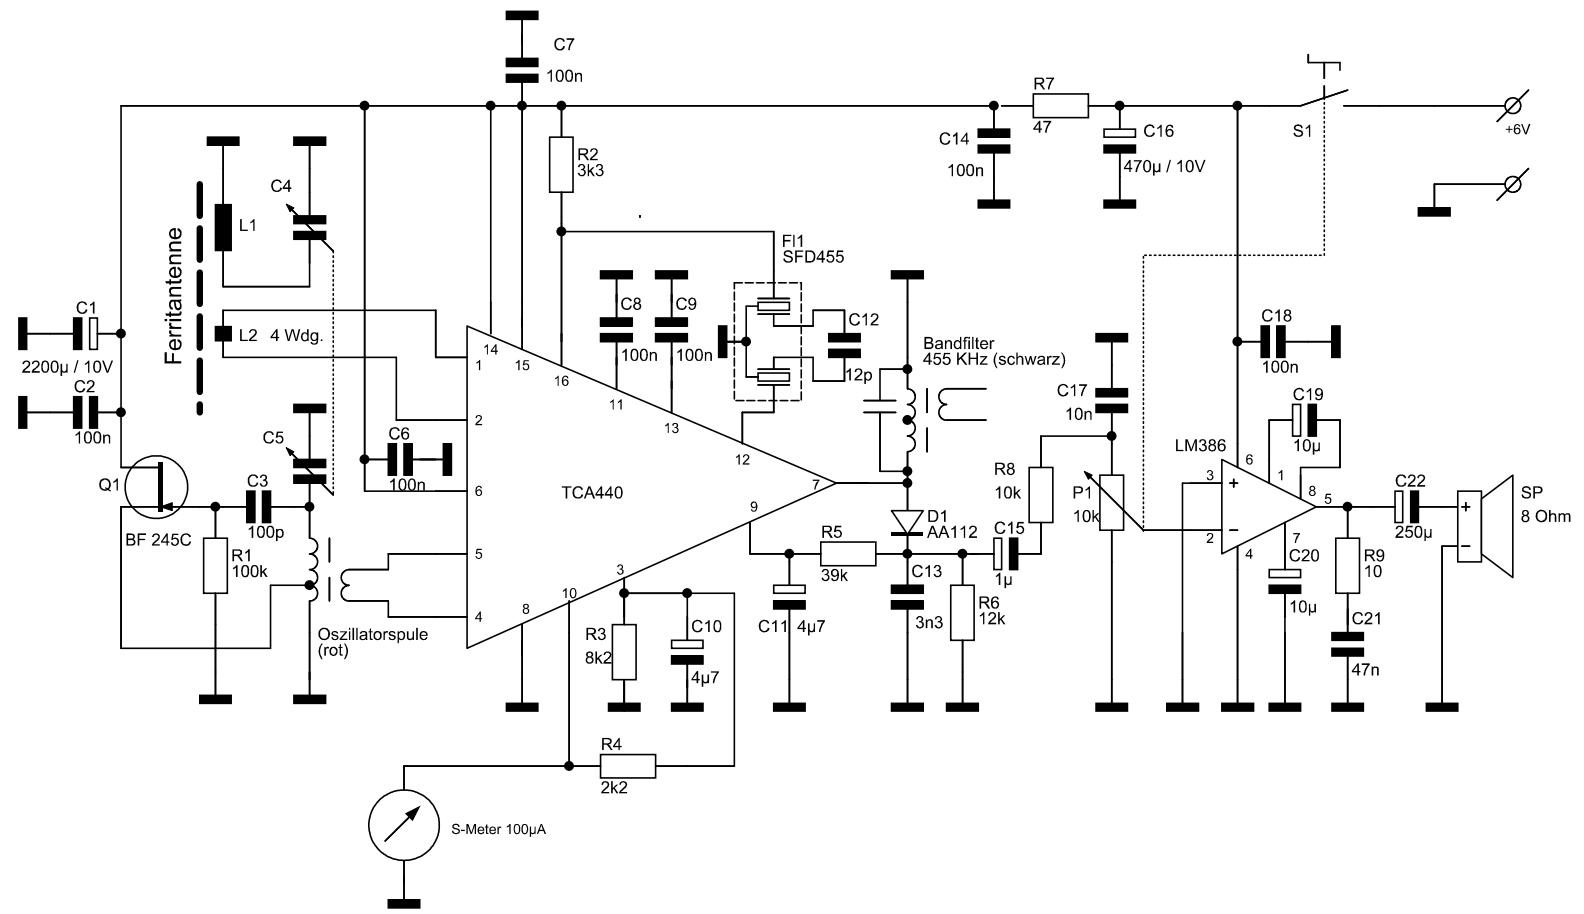 C7
100n
R7
47
C14
100n
C16
470µ / 10V
S1
+6V
R2
3k3
C4
L1
Ferritantenne
Fl1
SFD455
C1
2200µ / 10V
C2
100n
L2 4 Wdg.
C8
100n
C9
100n
C12
12p
Bandfilter
455 KHz (schwarz)
C18
100n
C17
10n
C19
10µ
14
15
16
11
13
12
1
2
6
5
4
8
10
3
9
7
TCA440
C5
C6
100n
Q1
BF 245C
C3
100p
R1
100k
Oszillatorspule
(rot)
R8
10k
P1
10k
LM386
3
2
6
1
8
5
7
4
+
−
C22
250µ
SP
8 Ohm
+
−
D1
AA112
C15
1µ
R5
39k
C13
3n3
R6
12k
C11
4µ7
C20
10µ
R9
10
C21
47n
R3
8k2
C10
4µ7
R4
2k2
S-Meter 100µA